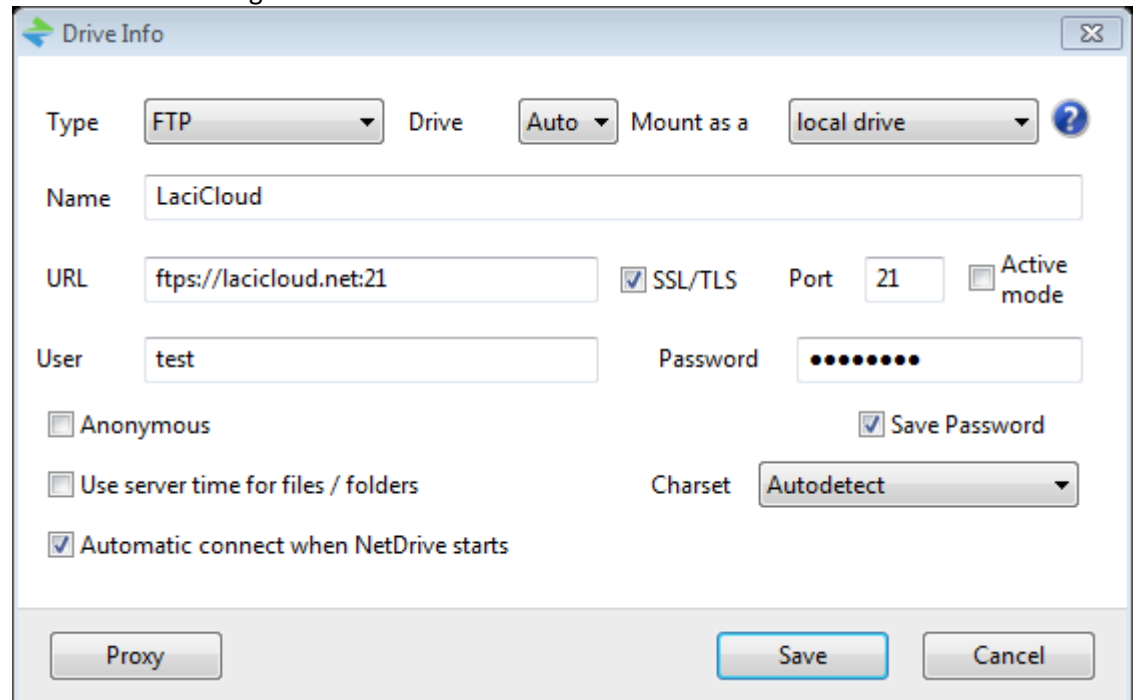 Drive Info
Type FTP Drive Auto Mount as a local drive ?
Name LaciCloud
URL ftps://lacicloud.net:21 SSL/TLS Port 21 Active mode
User test Password ••••••••
Anonymous Save Password
Use server time for files / folders Charset Autodetect
Automatic connect when NetDrive starts
Proxy Save Cancel